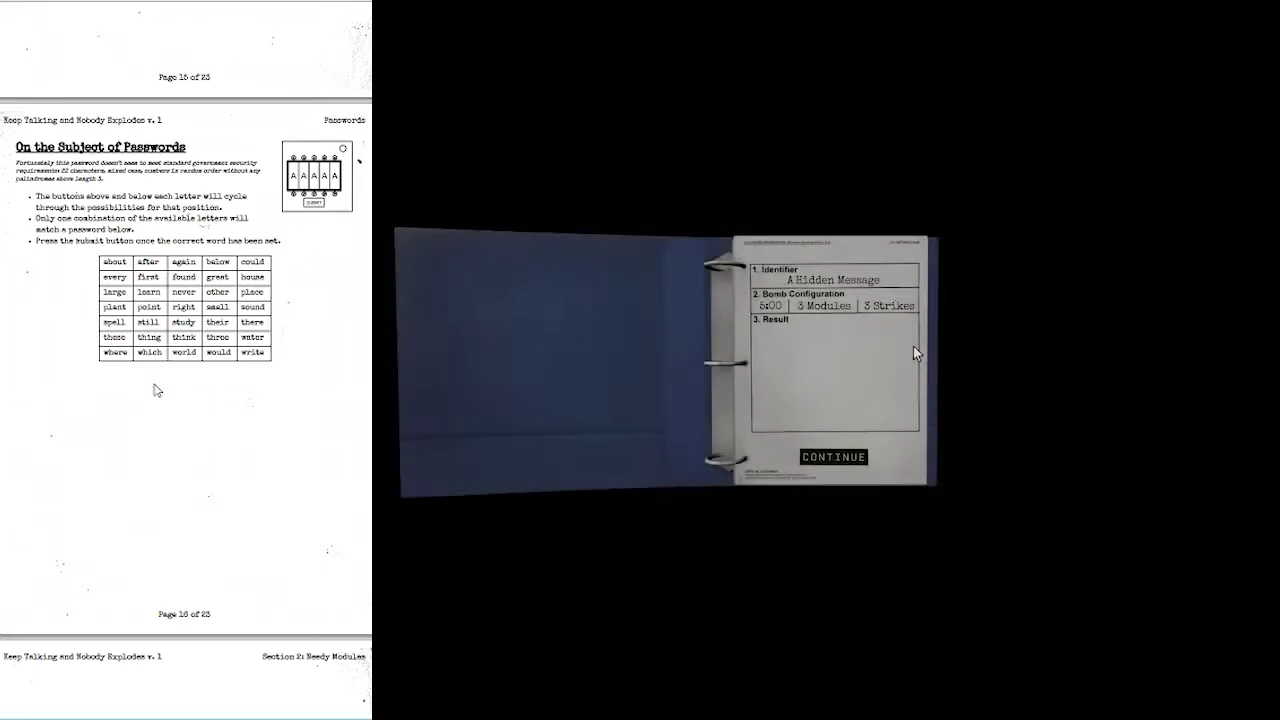 Page 15 of 23
Keep Talking and Nobody Explodes v. 1
Passwords
On the Subject of Passwords
Fortunately this password doesn't seem to meet standard government security
requirements: 22 characters, mixed case, numbers in random order without any
palindromes above length 3.
A A A A A
SUBMIT
• The buttons above and below each letter will cycle
through the possibilities for that position.
• Only one combination of the available letters will
match a password below.
• Press the submit button once the correct word has been set.
about after again below could
every first found great house
large learn never other place
plant point right small sound
spell still study their there
these thing think three water
where which world would write
Page 16 of 23
Keep Talking and Nobody Explodes v. 1
Section 2: Needy Modules
1. Identifier
A Hidden Message
2. Bomb Configuration
5:00 | 3 Modules | 3 Strikes
3. Result
CONTINUE